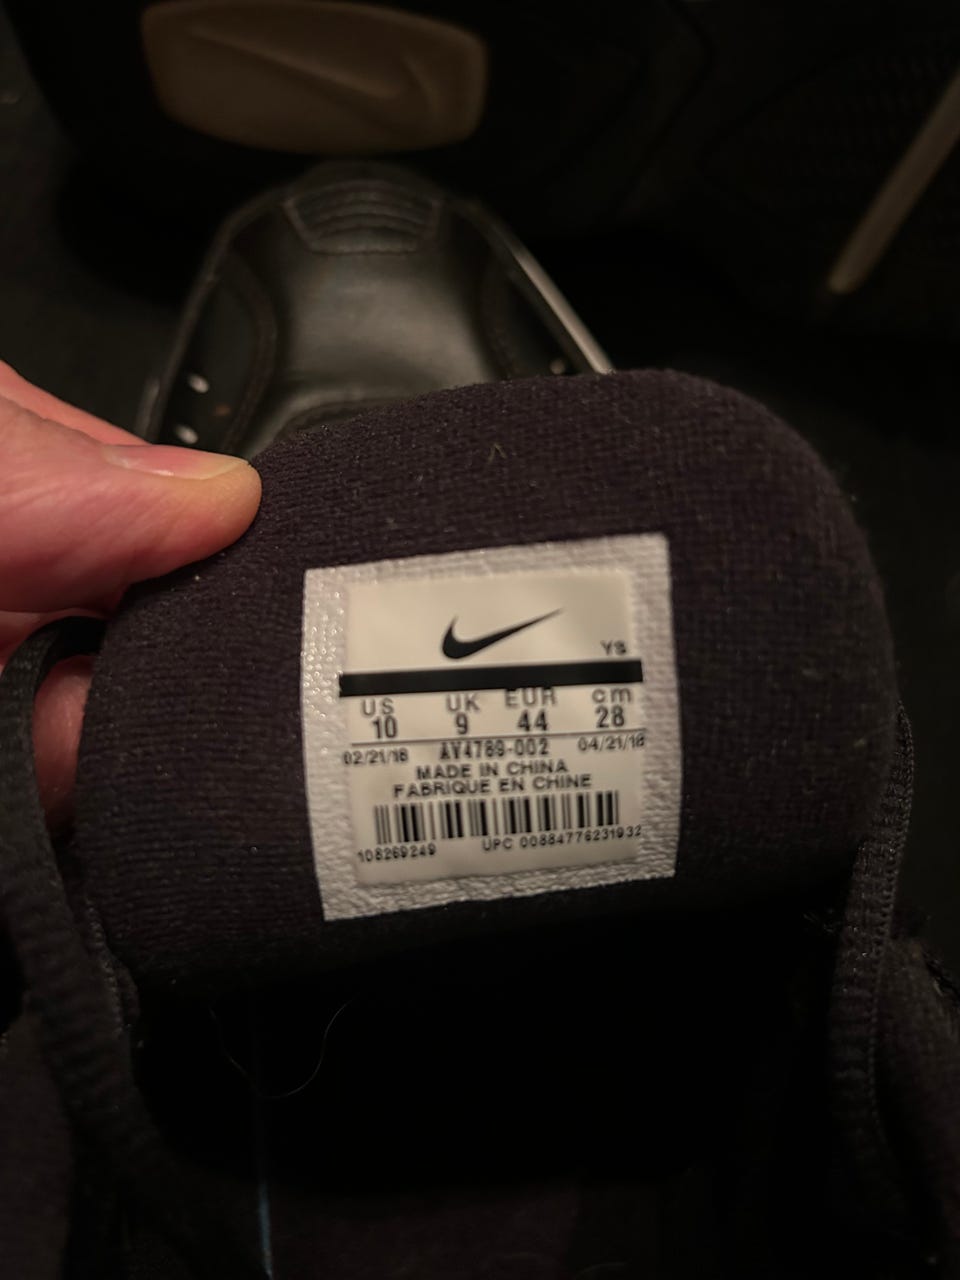 YS
US UK EUR cm
10 9 44 28
02/21/18 AV4789-002 04/21/18
MADE IN CHINA
FABRIQUE EN CHINE
108269249 UPC 00884776231932